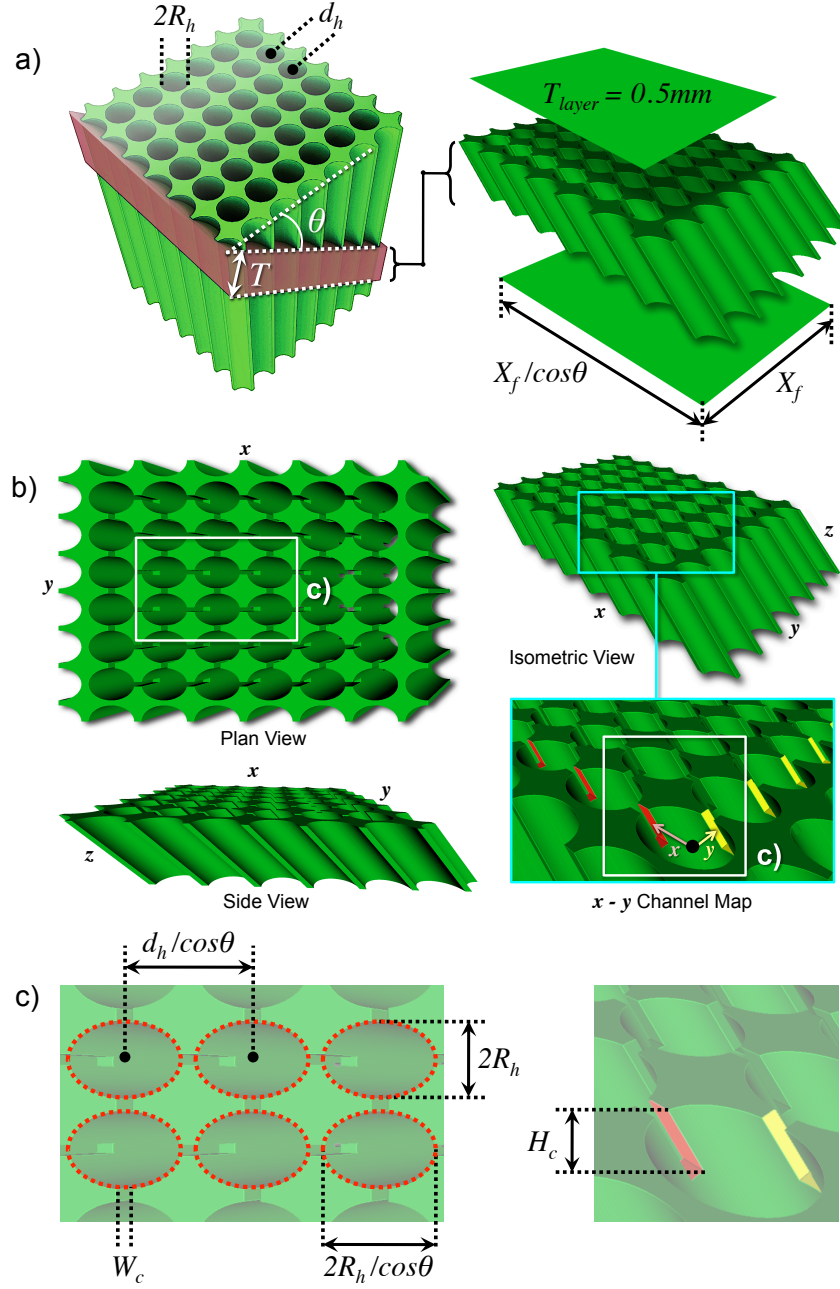 a)
2R_h
d_h
T_layer = 0.5mm
θ
T
X_f/cosθ
X_f
b)
x
y
c)
Plan View
z
x
y
Isometric View
x
y
z
Side View
x
y
c)
x - y Channel Map
c)
d_h/cosθ
2R_h
H_c
W_c
2R_h/cosθ